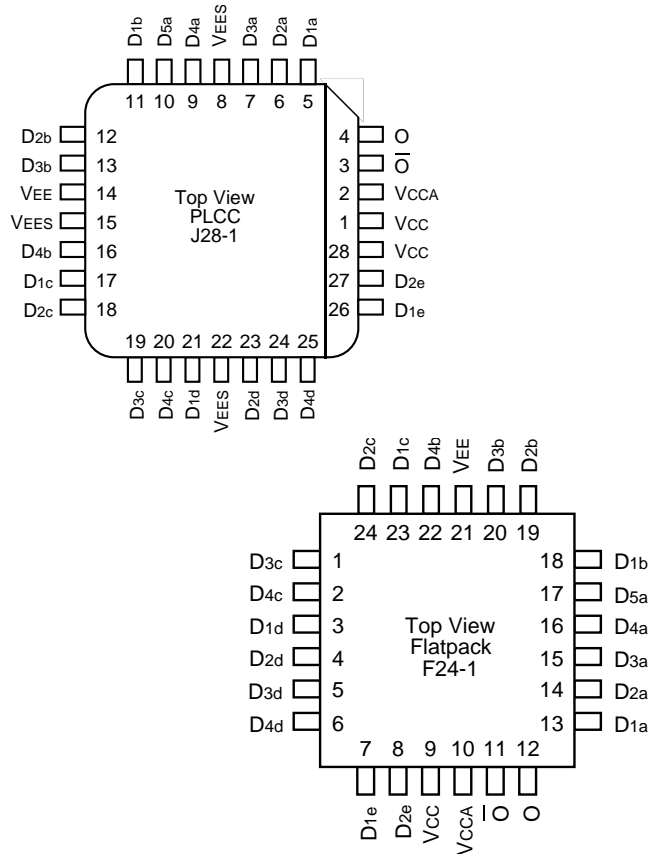 D1b D5a D4a VEES D3a D2a D1a
11 10 9 8 7 6 5
D2b 12
D3b 13
VEE 14
VEES 15
D4b 16
D1c 17
D2c 18
Top View
PLCC
J28-1
4 O
3 O̅
2 VCCA
1 VCC
28 VCC
27 D2e
26 D1e
19 20 21 22 23 24 25
D3c D4c D1d VEES D2d D3d D4d
D2c D1c D4b VEE D3b D2b
24 23 22 21 20 19
D3c 1
D4c 2
D1d 3
D2d 4
D3d 5
D4d 6
Top View
Flatpack
F24-1
18 D1b
17 D5a
16 D4a
15 D3a
14 D2a
13 D1a
7 8 9 10 11 12
D1e D2e VCC VCCA O̅ O